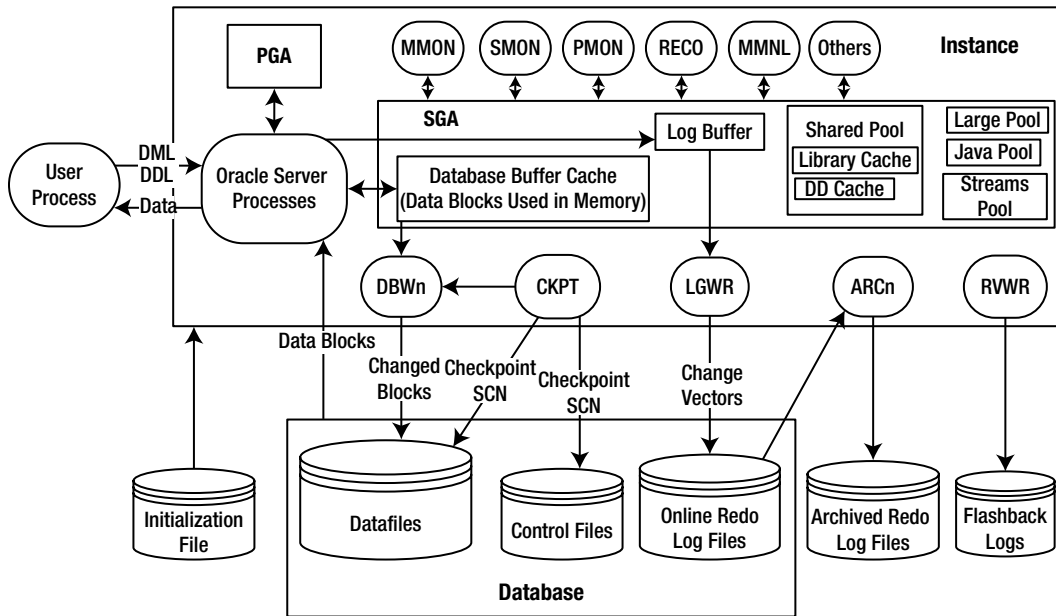 MMON
SMON
PMON
RECO
MMNL
Others
Instance
PGA
SGA
Log Buffer
Shared Pool
Library Cache
DD Cache
Large Pool
Java Pool
Streams
Pool
User
Process
DML
DDL
Data
Oracle Server
Processes
Database Buffer Cache
(Data Blocks Used in Memory)
DBWn
CKPT
LGWR
ARCn
RVWR
Data Blocks
Changed
Blocks
Checkpoint
SCN
Checkpoint
SCN
Change
Vectors
Initialization
File
Datafiles
Control Files
Online Redo
Log Files
Archived Redo
Log Files
Flashback
Logs
Database